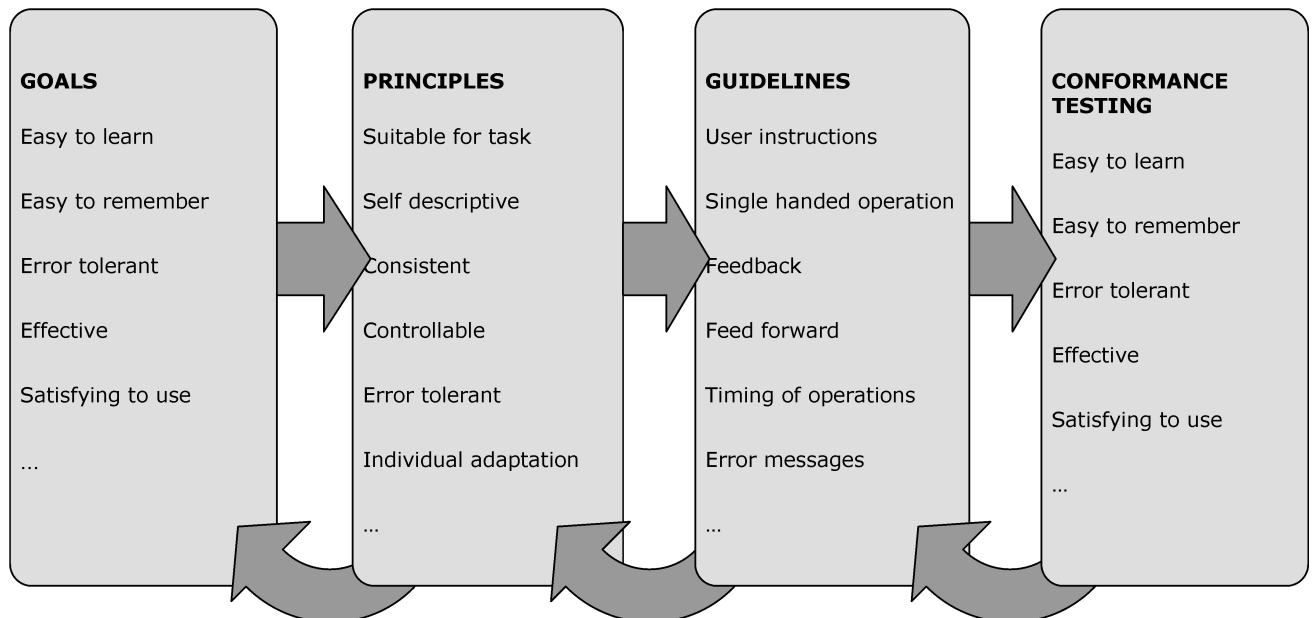 GOALS
Easy to learn
Easy to remember
Error tolerant
Effective
Satisfying to use
...
PRINCIPLES
Suitable for task
Self descriptive
Consistent
Controllable
Error tolerant
Individual adaptation
...
GUIDELINES
User instructions
Single handed operation
Feedback
Feed forward
Timing of operations
Error messages
...
CONFORMANCE
TESTING
Easy to learn
Easy to remember
Error tolerant
Effective
Satisfying to use
...